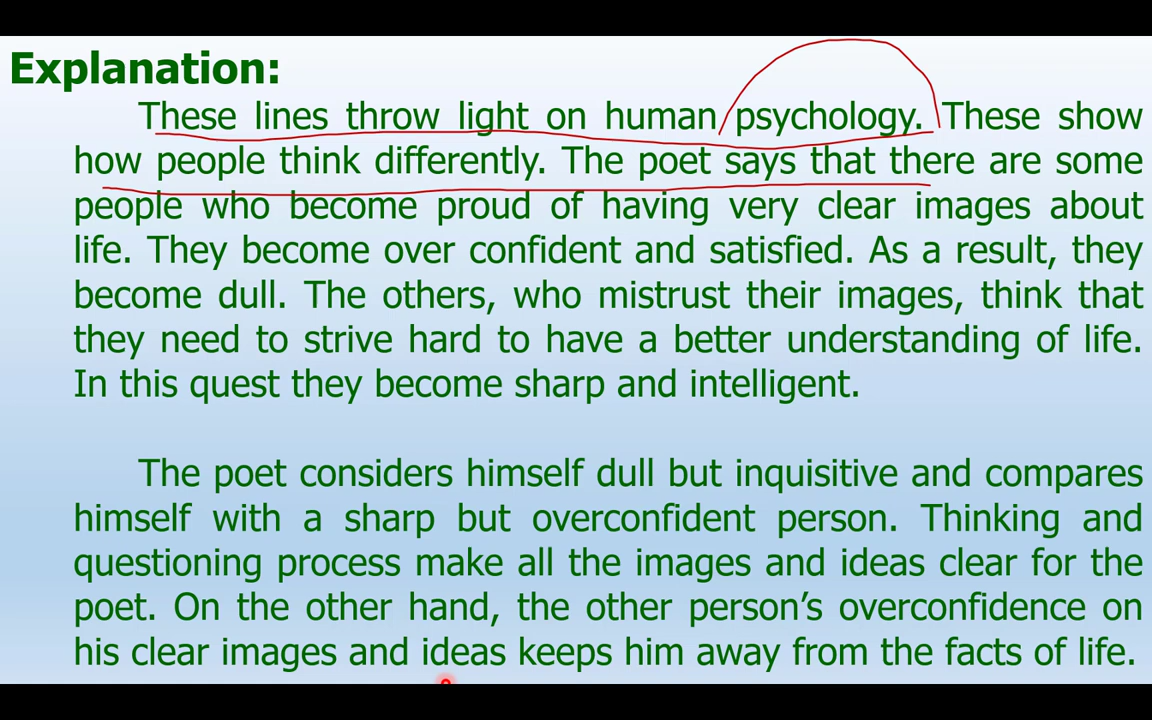 Explanation:
These lines throw light on human psychology. These show
how people think differently. The poet says that there are some
people who become proud of having very clear images about
life. They become over confident and satisfied. As a result, they
become dull. The others, who mistrust their images, think that
they need to strive hard to have a better understanding of life.
In this quest they become sharp and intelligent.
The poet considers himself dull but inquisitive and compares
himself with a sharp but overconfident person. Thinking and
questioning process make all the images and ideas clear for the
poet. On the other hand, the other person’s overconfidence on
his clear images and ideas keeps him away from the facts of life.